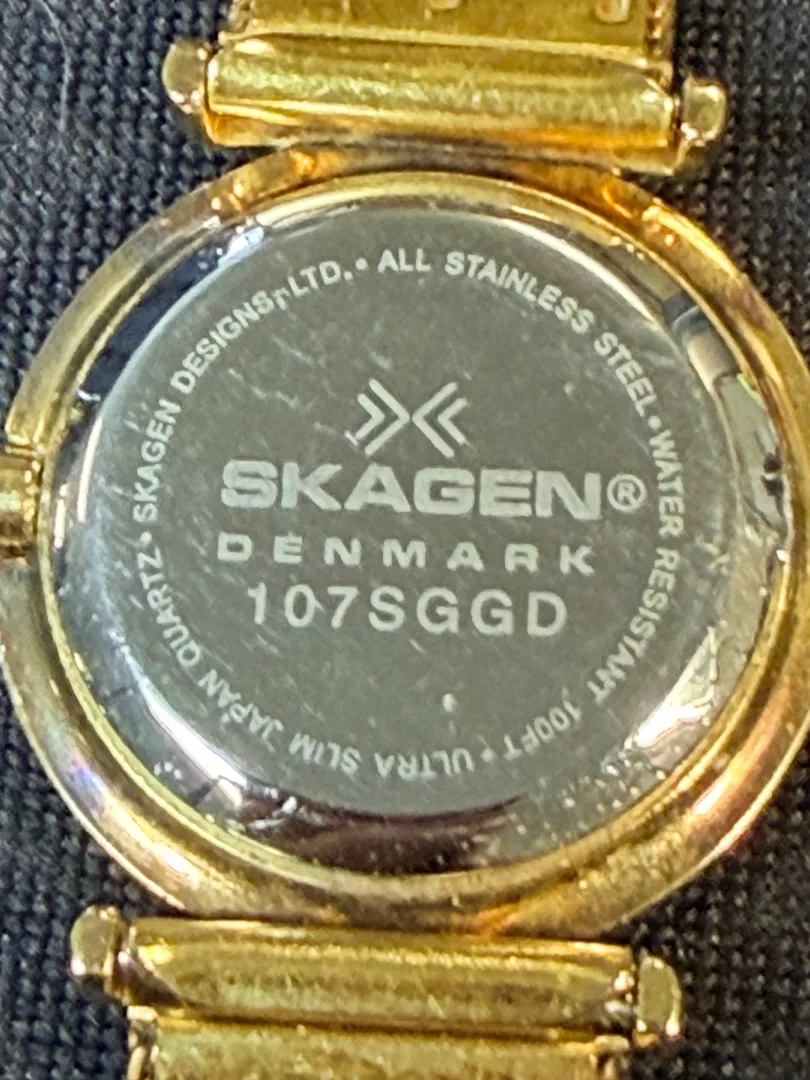 SKAGEN DESIGNS, LTD. • ALL STAINLESS STEEL • WATER RESISTANT 100FT • ULTRA SLIM JAPAN QUARTZ •
SKAGEN®
DENMARK
107SGGD